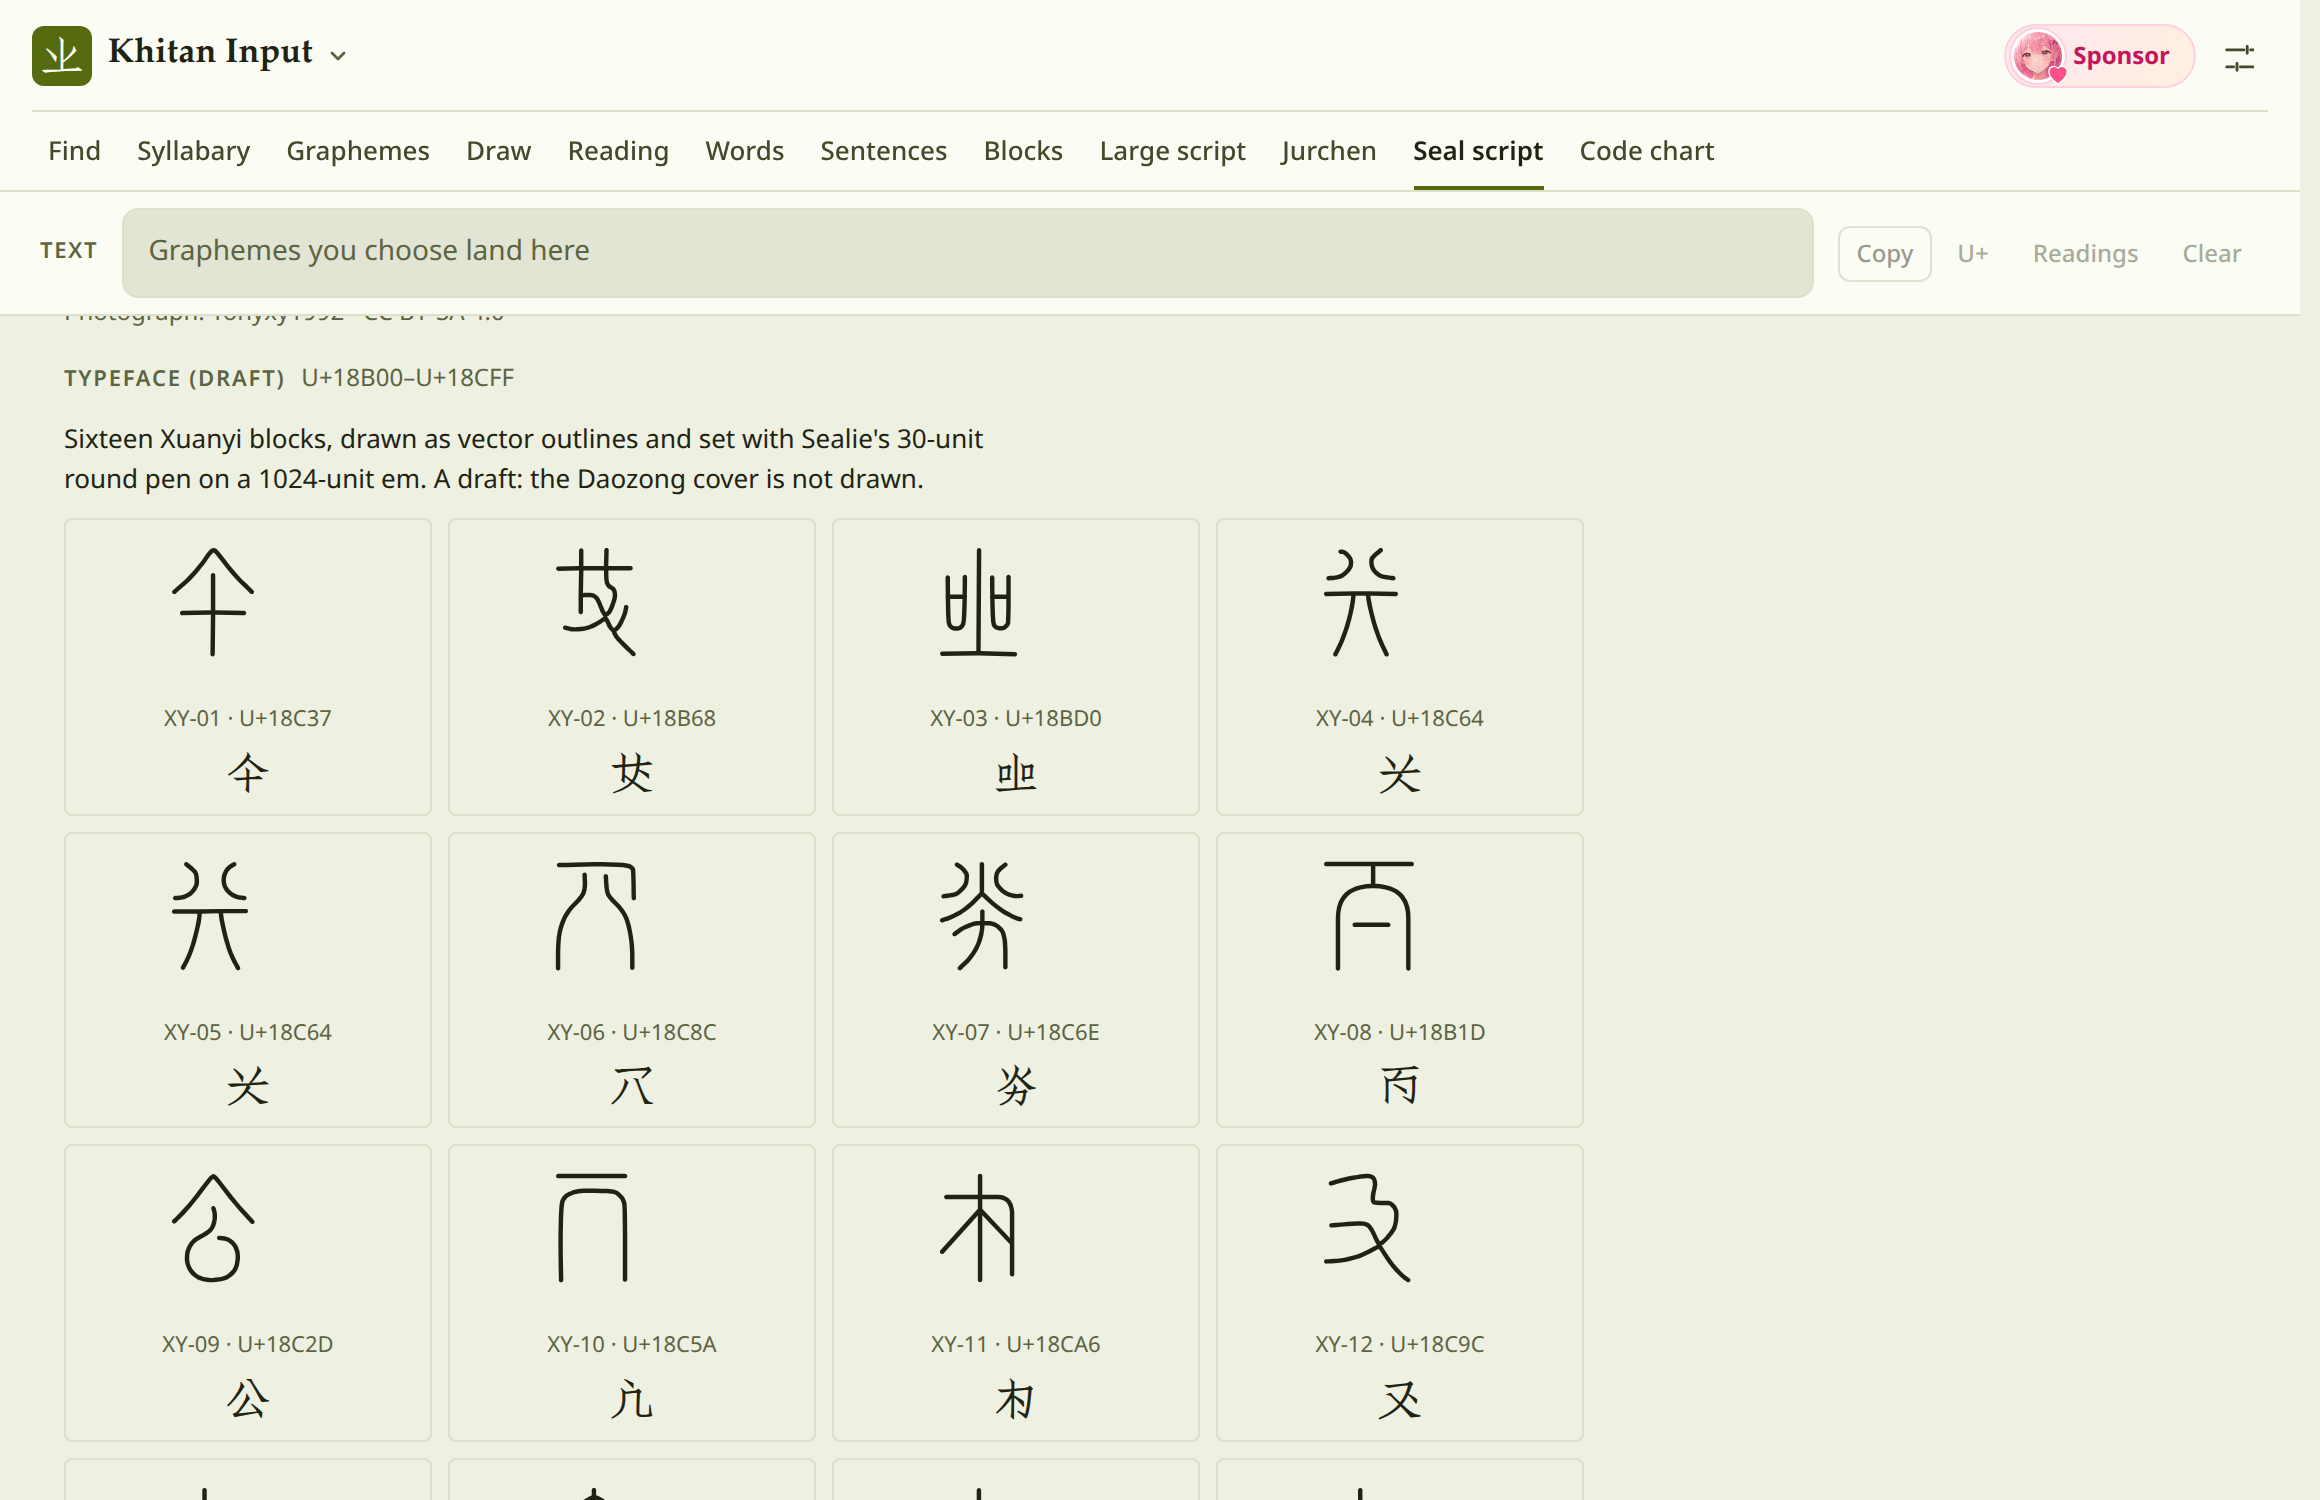 Khitan Input
Sponsor
Find Syllabary Graphemes Draw Reading Words Sentences Blocks Large script Jurchen Seal script Code chart
TEXT Graphemes you choose land here Copy U+ Readings Clear
TYPEFACE (DRAFT) U+18B00–U+18CFF
Sixteen Xuanyi blocks, drawn as vector outlines and set with Sealie's 30-unit
round pen on a 1024-unit em. A draft: the Daozong cover is not drawn.
XY-01 · U+18C37
𘰷
XY-02 · U+18B68
𘭨
XY-03 · U+18BD0
𘯐
XY-04 · U+18C64
𘱤
XY-05 · U+18C64
𘱤
XY-06 · U+18C8C
𘲌
XY-07 · U+18C6E
𘱮
XY-08 · U+18B1D
𘬝
XY-09 · U+18C2D
𘰭
XY-10 · U+18C5A
𘱚
XY-11 · U+18CA6
𘲦
XY-12 · U+18C9C
𘲜